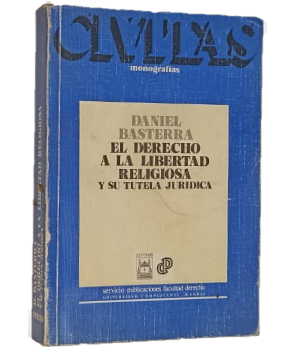 CIVITAS
monografías
DANIEL
BASTERRA
EL DERECHO
A LA LIBERTAD
RELIGIOSA
Y SU TUTELA JURIDICA
servicio publicaciones facultad derecho
UNIVERSIDAD COMPLUTENSE MADRID